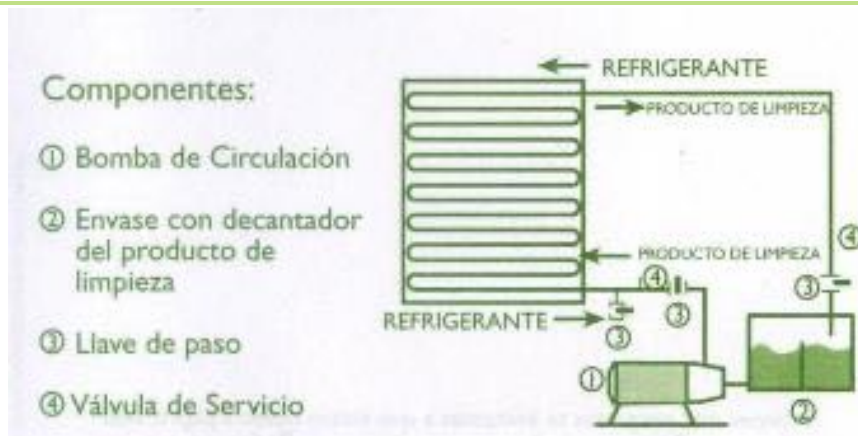 Componentes:
① Bomba de Circulación
② Envase con decantador
del producto de
limpieza
③ Llave de paso
④ Válvula de Servicio
REFRIGERANTE
PRODUCTO DE LIMPIEZA
④
③
PRODUCTO DE LIMPIEZA
④
③
REFRIGERANTE
③
①
②